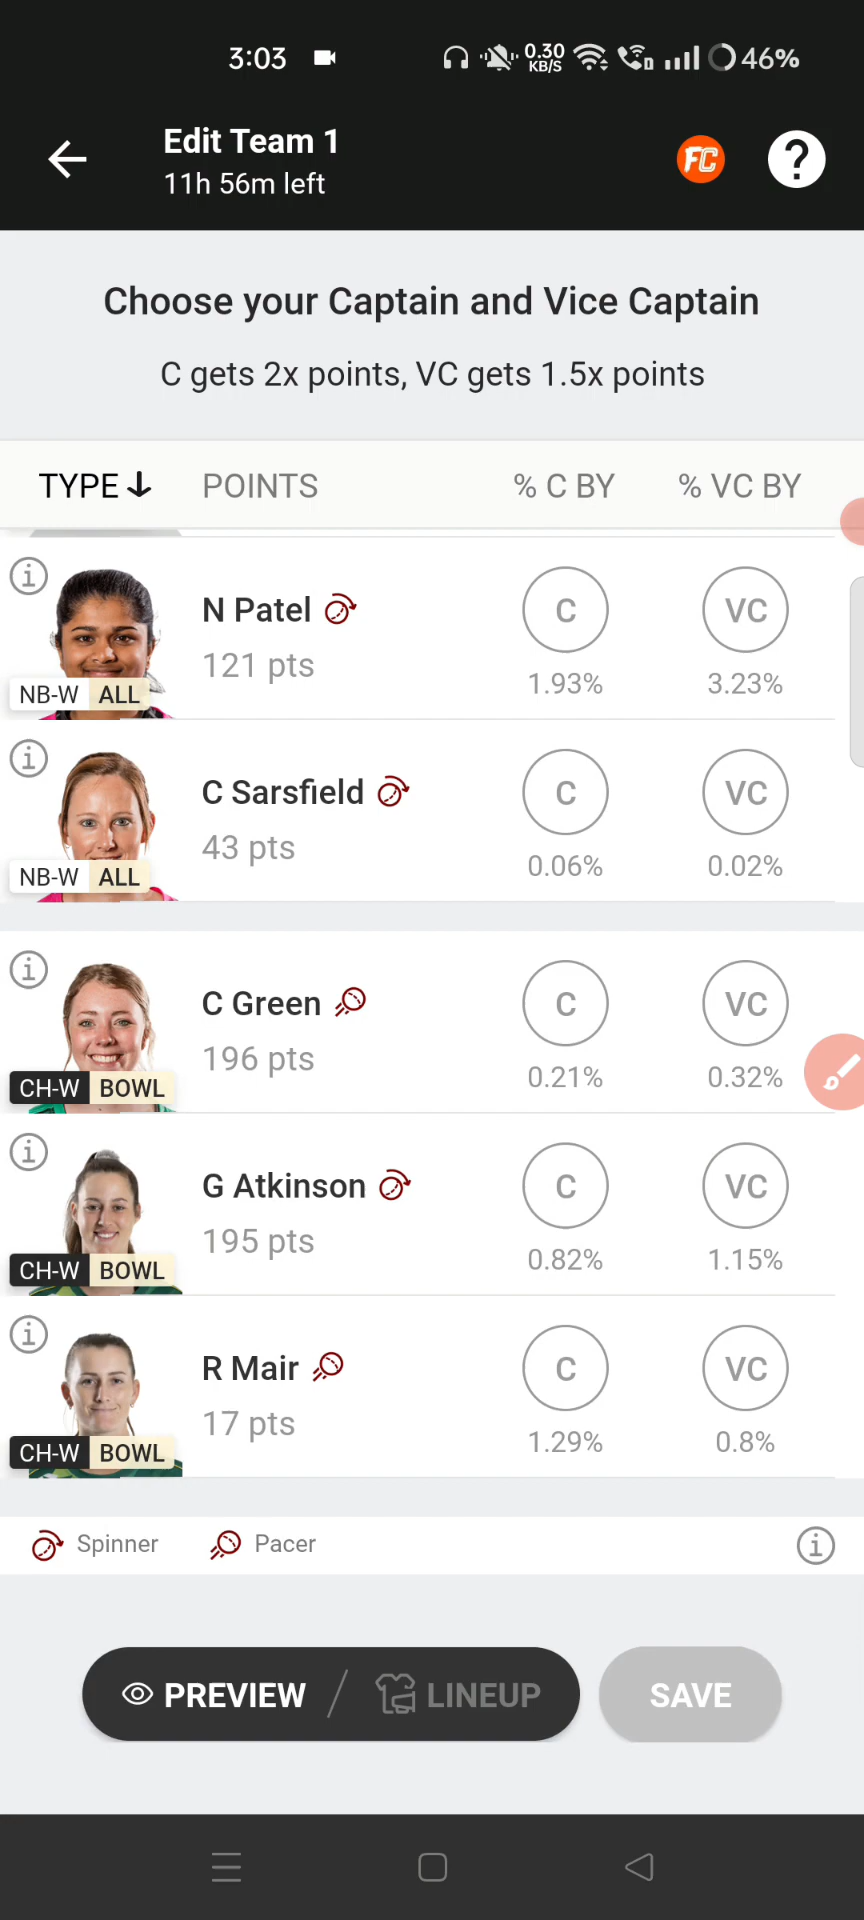 3:03
0.30
KB/S
46%
Edit Team 1
11h 56m left
FC
?
Choose your Captain and Vice Captain
C gets 2x points, VC gets 1.5x points
TYPE POINTS % C BY % VC BY
N Patel
121 pts
C VC
1.93% 3.23%
NB-W ALL
C Sarsfield
43 pts
C VC
0.06% 0.02%
NB-W ALL
C Green
196 pts
C VC
0.21% 0.32%
CH-W BOWL
G Atkinson
195 pts
C VC
0.82% 1.15%
CH-W BOWL
R Mair
17 pts
C VC
1.29% 0.8%
CH-W BOWL
Spinner Pacer
PREVIEW / LINEUP SAVE